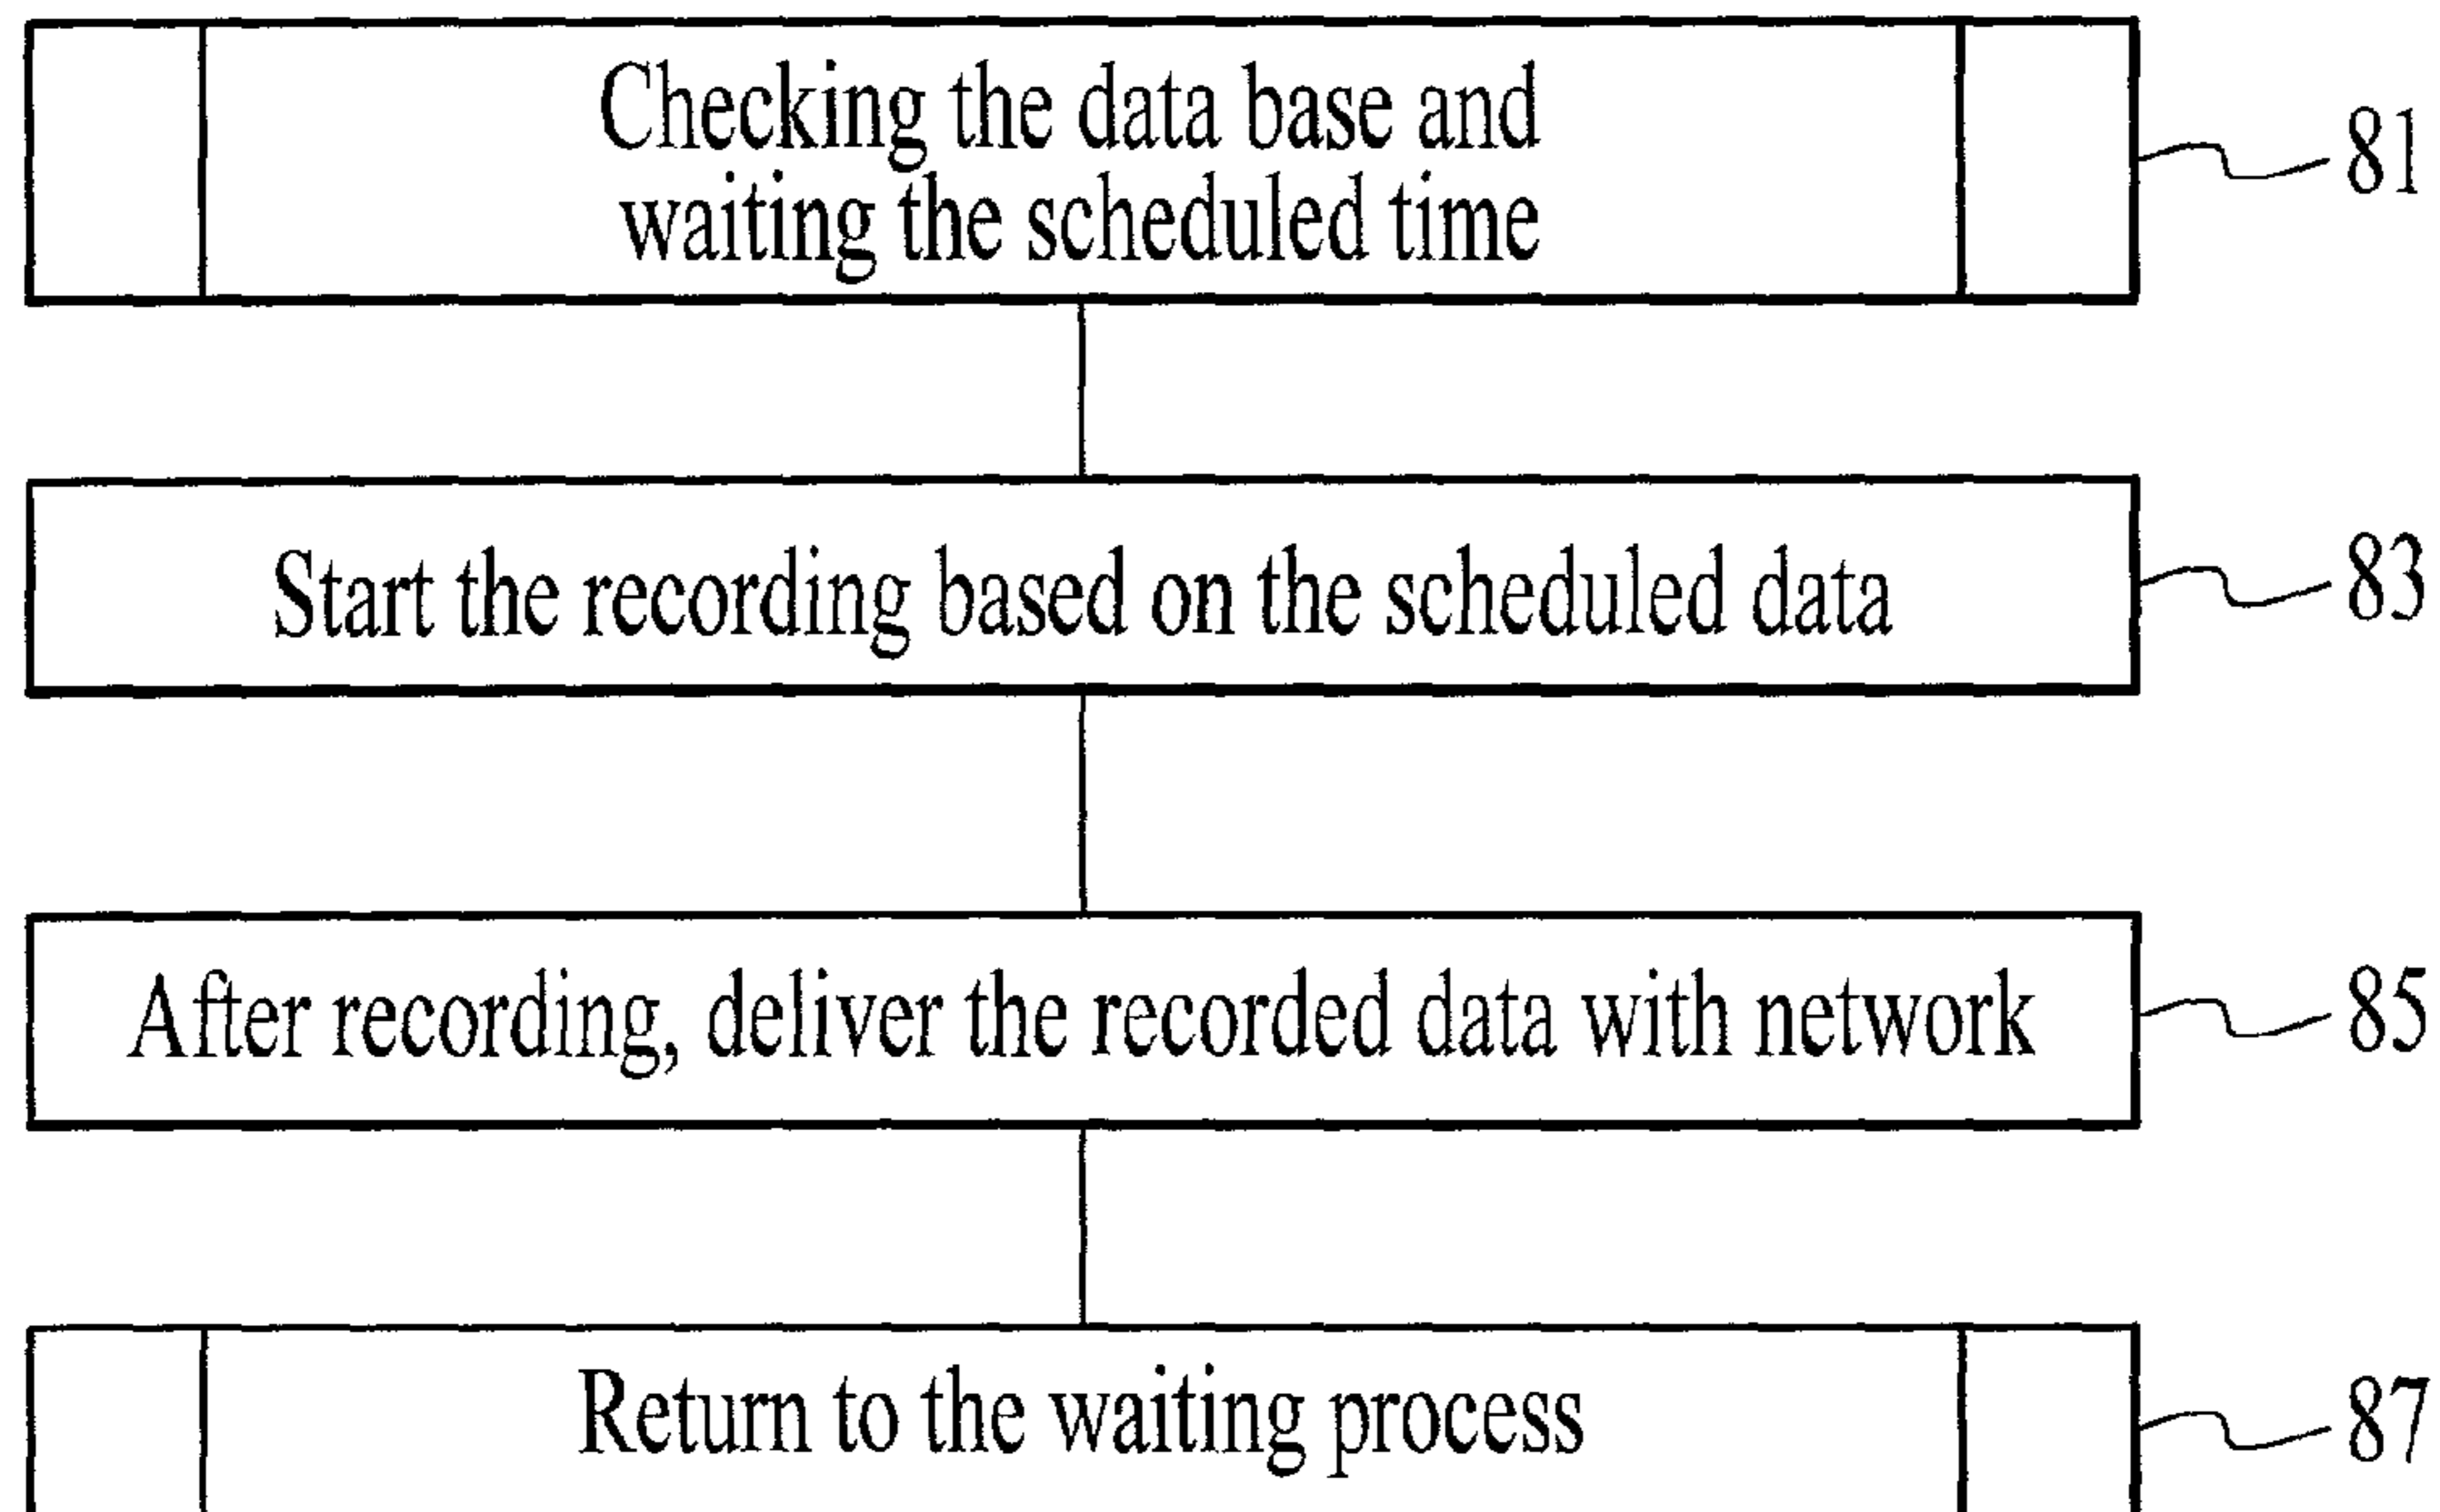 Checking the data base and
waiting the scheduled time
81
Start the recording based on the scheduled data
83
After recording, deliver the recorded data with network
85
Return to the waiting process
87